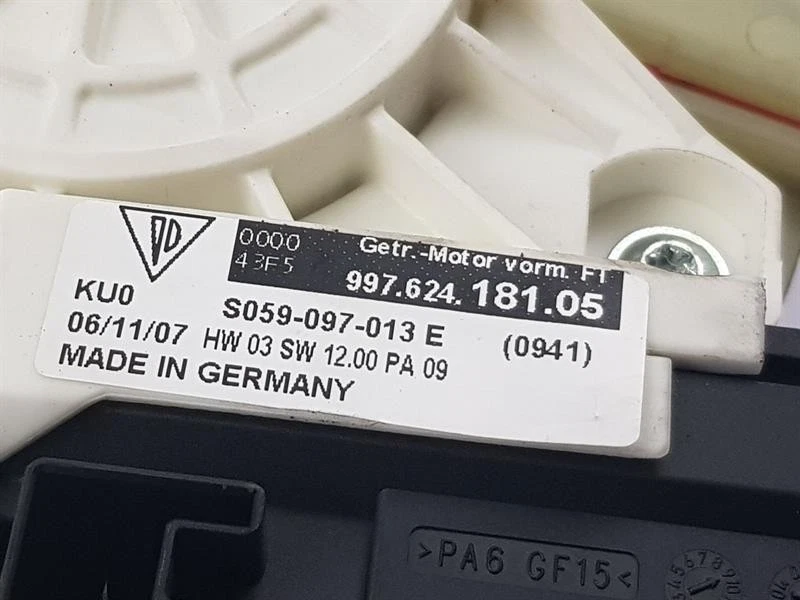 0000 Getr.-Motor vorm. FT
43F5 997.624.181.05
KU0 S059-097-013 E (0941)
06/11/07 HW 03 SW 12.00 PA 09
MADE IN GERMANY
>PA6 GF15<